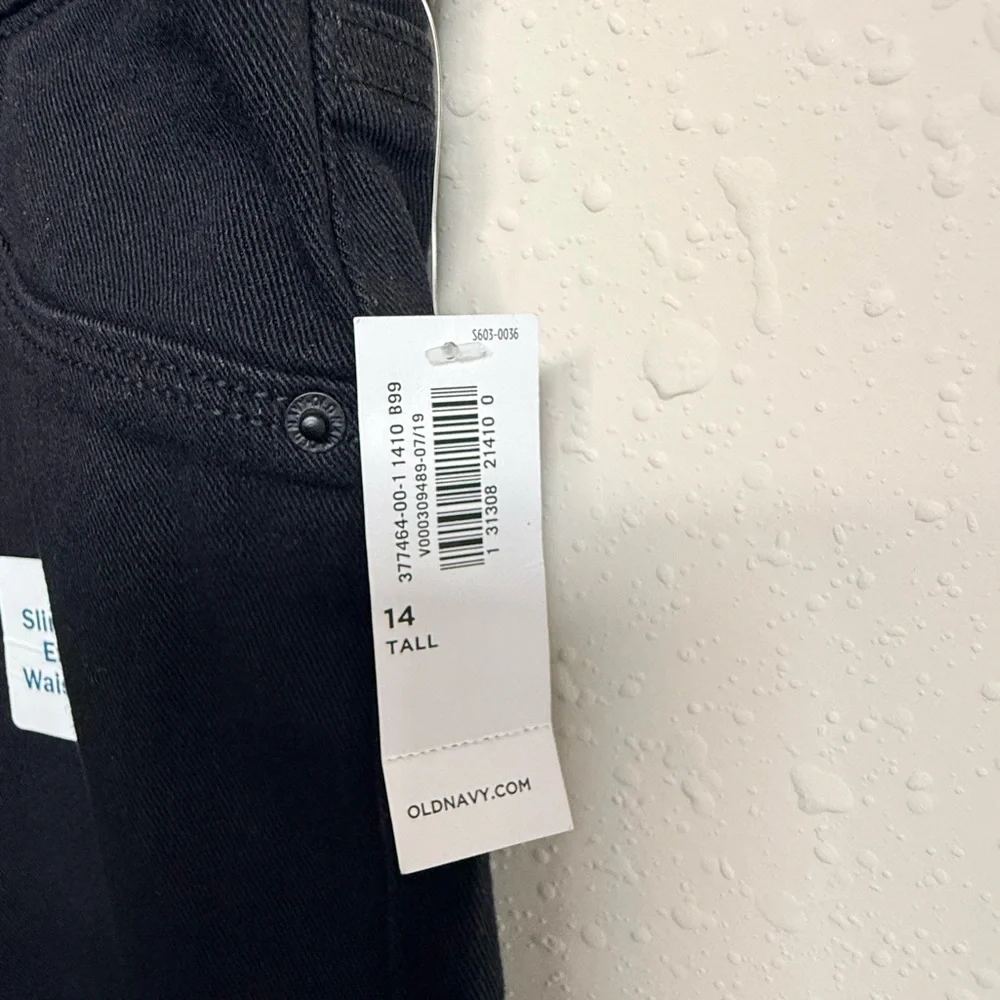 S603-0036
377464-00-1 1410 B99
V000309489-07/19
1 31308 21410 0
14
TALL
OLDNAVY.COM